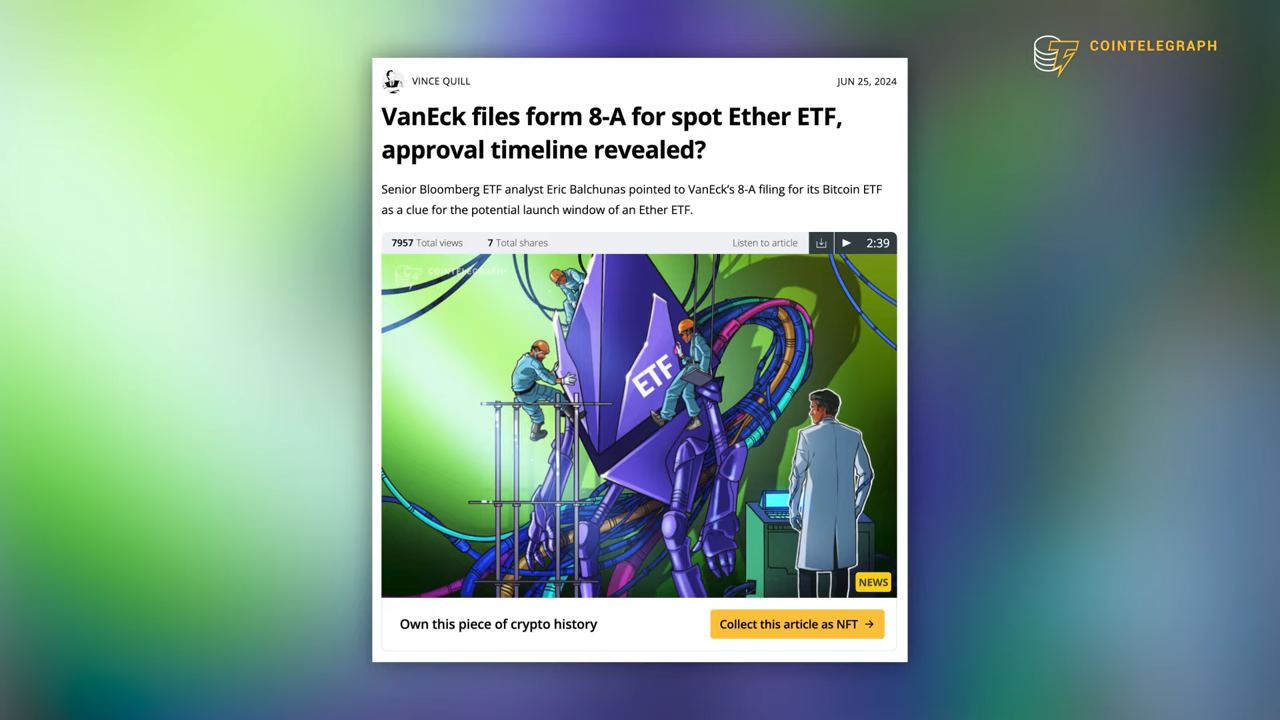 COINTELEGRAPH
VINCE QUILL
JUN 25, 2024
VanEck files form 8-A for spot Ether ETF,
approval timeline revealed?
Senior Bloomberg ETF analyst Eric Balchunas pointed to VanEck’s 8-A filing for its Bitcoin ETF
as a clue for the potential launch window of an Ether ETF.
7957 Total views 7 Total shares Listen to article 2:39
COINTELEGRAPH
ETF
NEWS
Own this piece of crypto history
Collect this article as NFT →